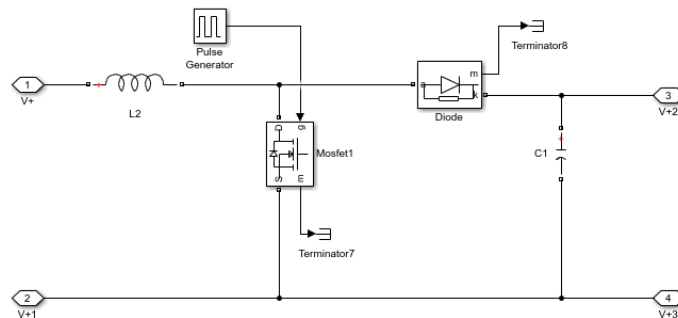 Pulse
Generator
m
Terminator8
1
V+
L2
a
k
Diode
3
V+2
D
g
Mosfet1
S
m
C1
Terminator7
2
V+1
4
V+3